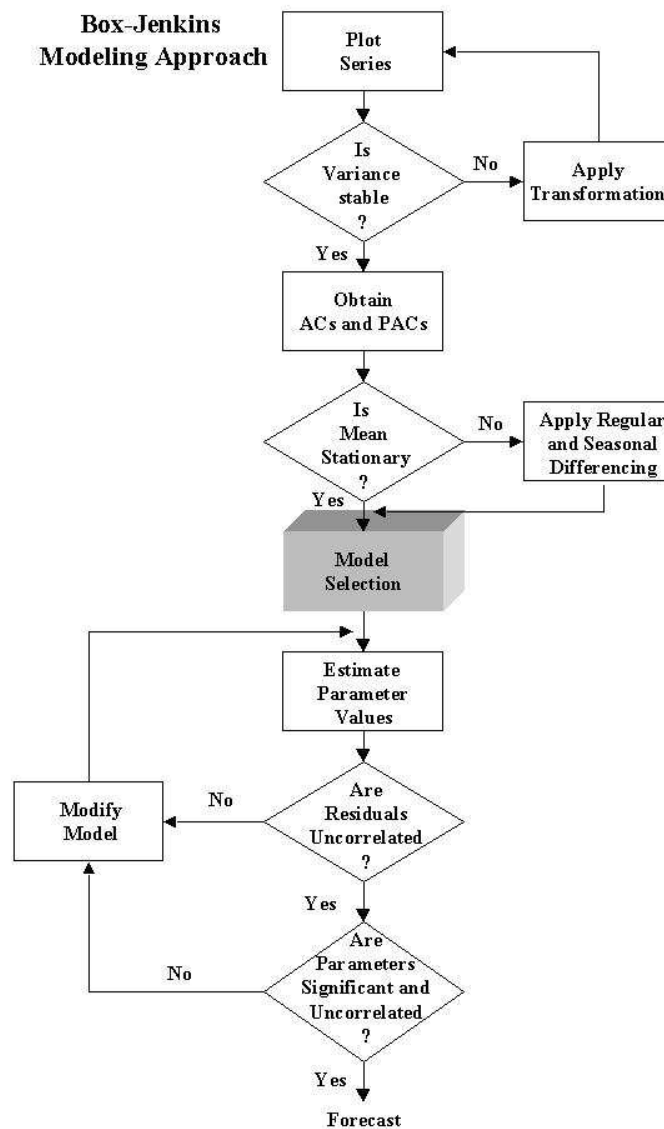 Box-Jenkins
Modeling Approach
Plot
Series
Is
Variance
stable
?
No
Apply
Transformation
Yes
Obtain
ACs and PACs
Is
Mean
Stationary
?
No
Apply Regular
and Seasonal
Differencing
Yes
Model
Selection
Estimate
Parameter
Values
Are
Residuals
Uncorrelated
?
No
Modify
Model
Yes
Are
Parameters
Significant and
Uncorrelated
?
No
Yes
Forecast